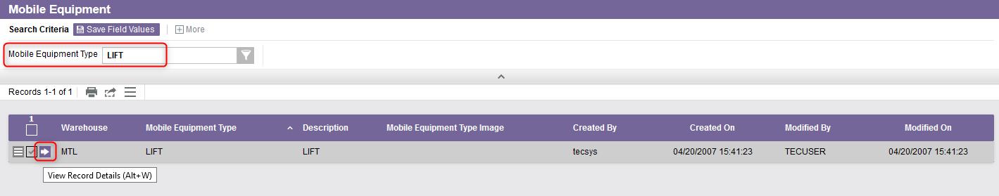 Mobile Equipment
Search Criteria Save Field Values More
Mobile Equipment Type LIFT
Records 1-1 of 1
1
Warehouse Mobile Equipment Type Description Mobile Equipment Type Image Created By Created On Modified By Modified On
MTL LIFT LIFT tecsys 04/20/2007 15:41:23 TECUSER 04/20/2007 15:41:23
View Record Details (Alt+W)